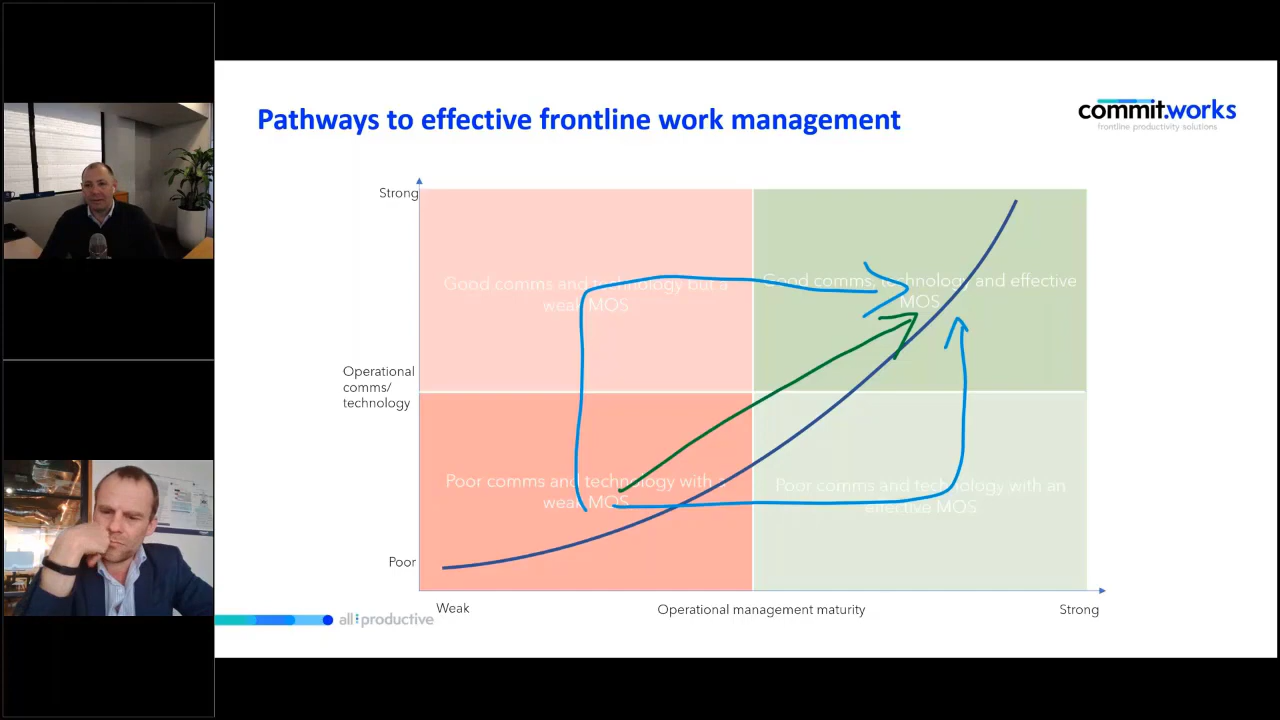 Pathways to effective frontline work management
commit.works
frontline productivity solutions
Strong
Good comms and technology but a
weak MOS
Good comms, technology and effective
MOS
Operational
comms/
technology
Poor comms and technology with a
weak MOS
Poor comms and technology with an
effective MOS
Poor
Weak
Operational management maturity
Strong
all productive